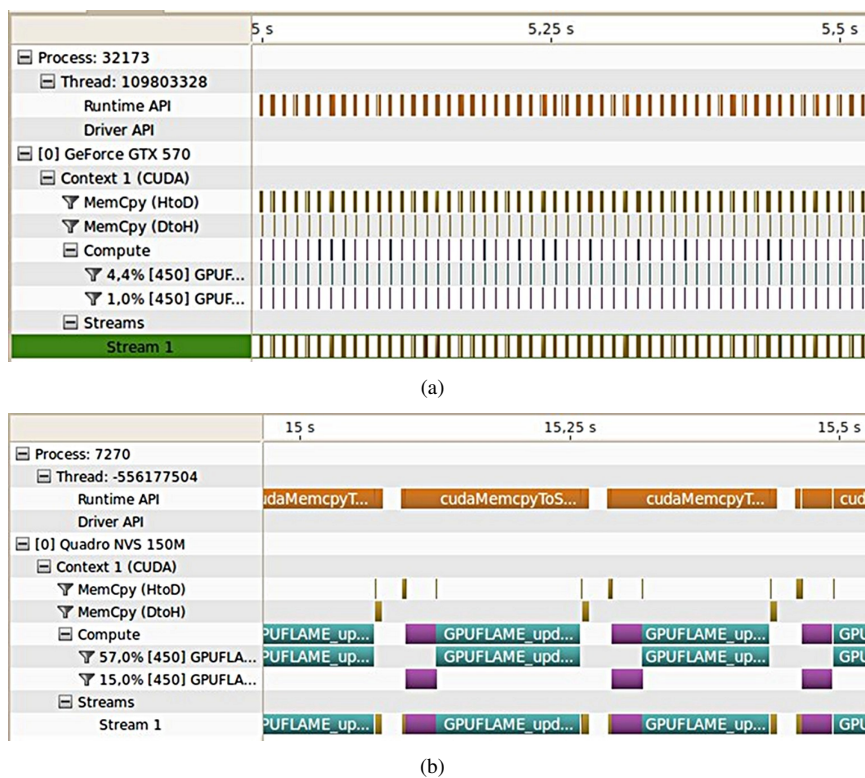 5 s 5,25 s 5,5 s
Process: 32173
Thread: 109803328
Runtime API
Driver API
[0] GeForce GTX 570
Context 1 (CUDA)
MemCpy (HtoD)
MemCpy (DtoH)
Compute
4,4% [450] GPUF...
1,0% [450] GPUF...
Streams
Stream 1
(a)
15 s 15,25 s 15,5 s
Process: 7270
Thread: -556177504
Runtime API udaMemcpyT... cudaMemcpyToS... cudaMemcpyT... cud
Driver API
[0] Quadro NVS 150M
Context 1 (CUDA)
MemCpy (HtoD)
MemCpy (DtoH)
Compute PUFLAME_up... GPUFLAME_upd... GPUFLAME_up... GPU
57,0% [450] GPUFLA... PUFLAME_up... GPUFLAME_upd... GPUFLAME_up... GPU
15,0% [450] GPUFLA...
Streams
Stream 1 PUFLAME_up... GPUFLAME_upd... GPUFLAME_up... GPU
(b)